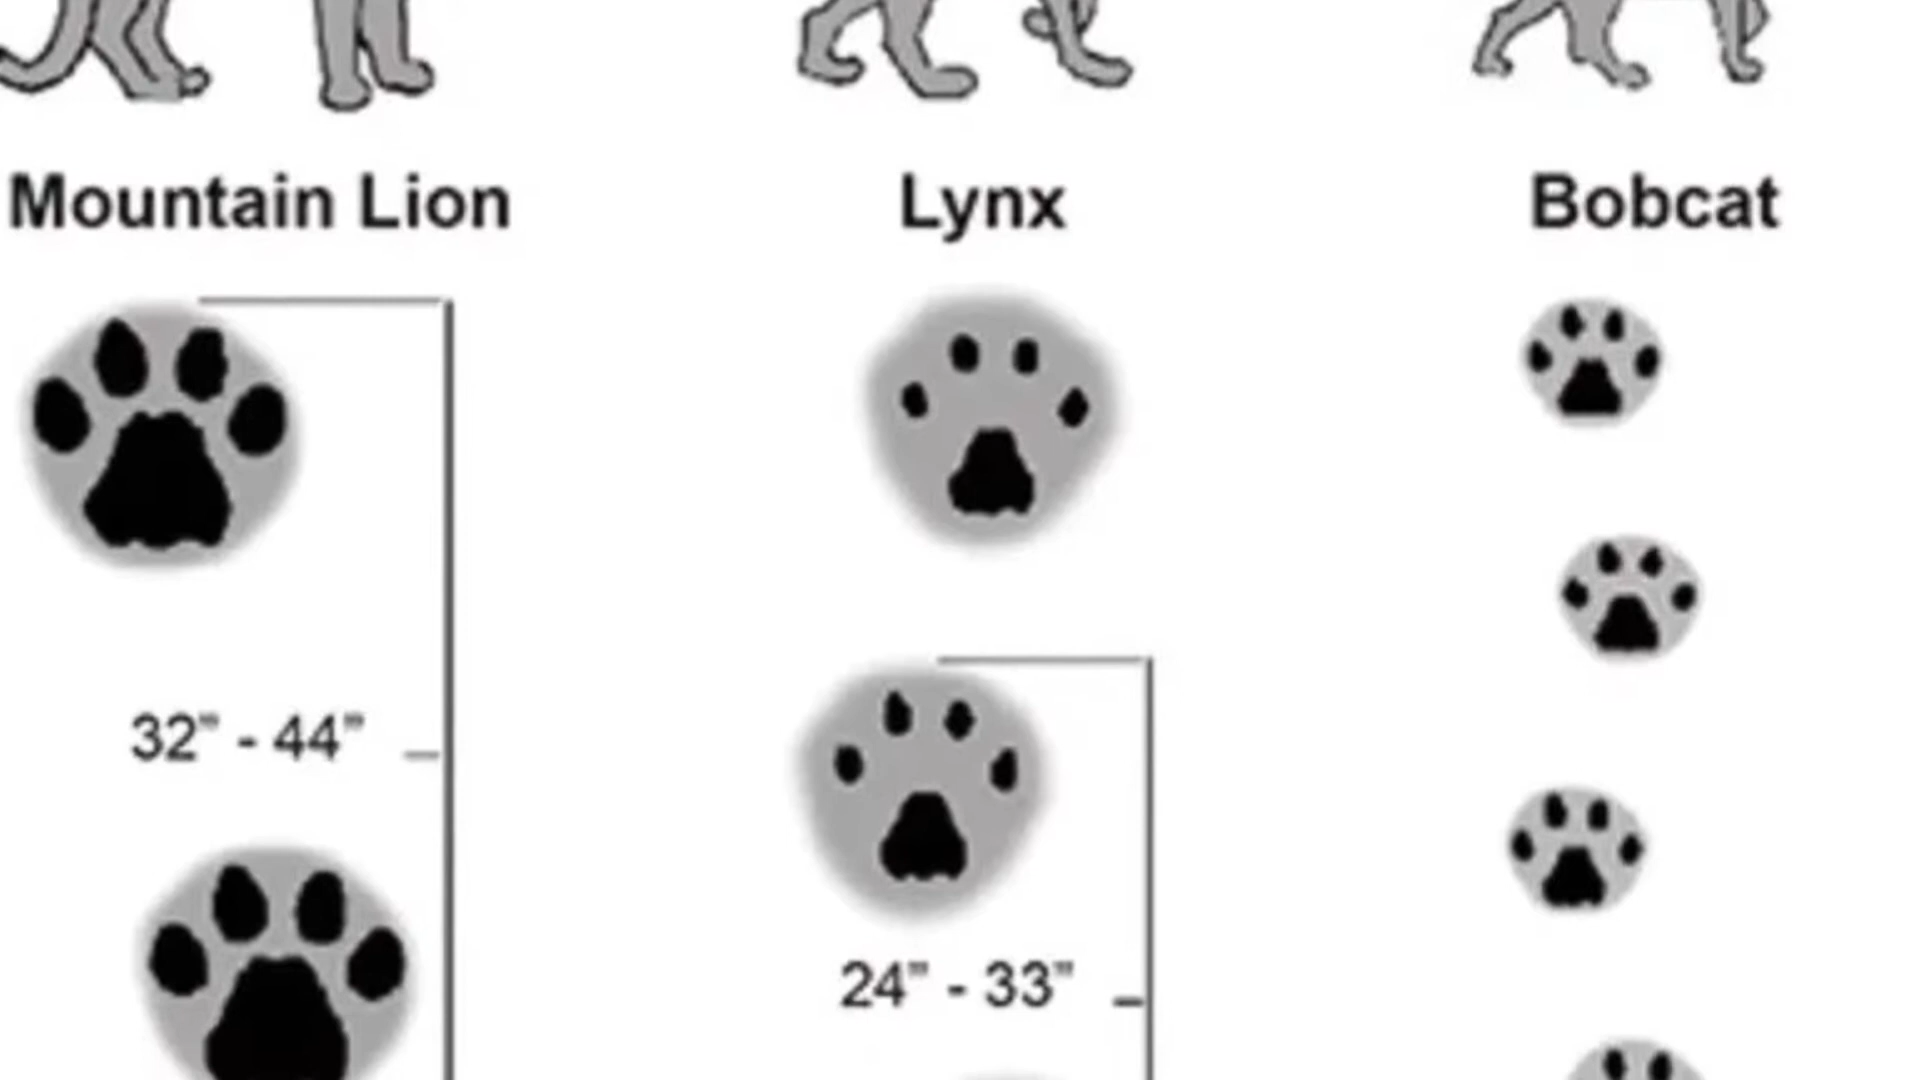 Mountain Lion
Lynx
Bobcat
32” - 44”
24” - 33”